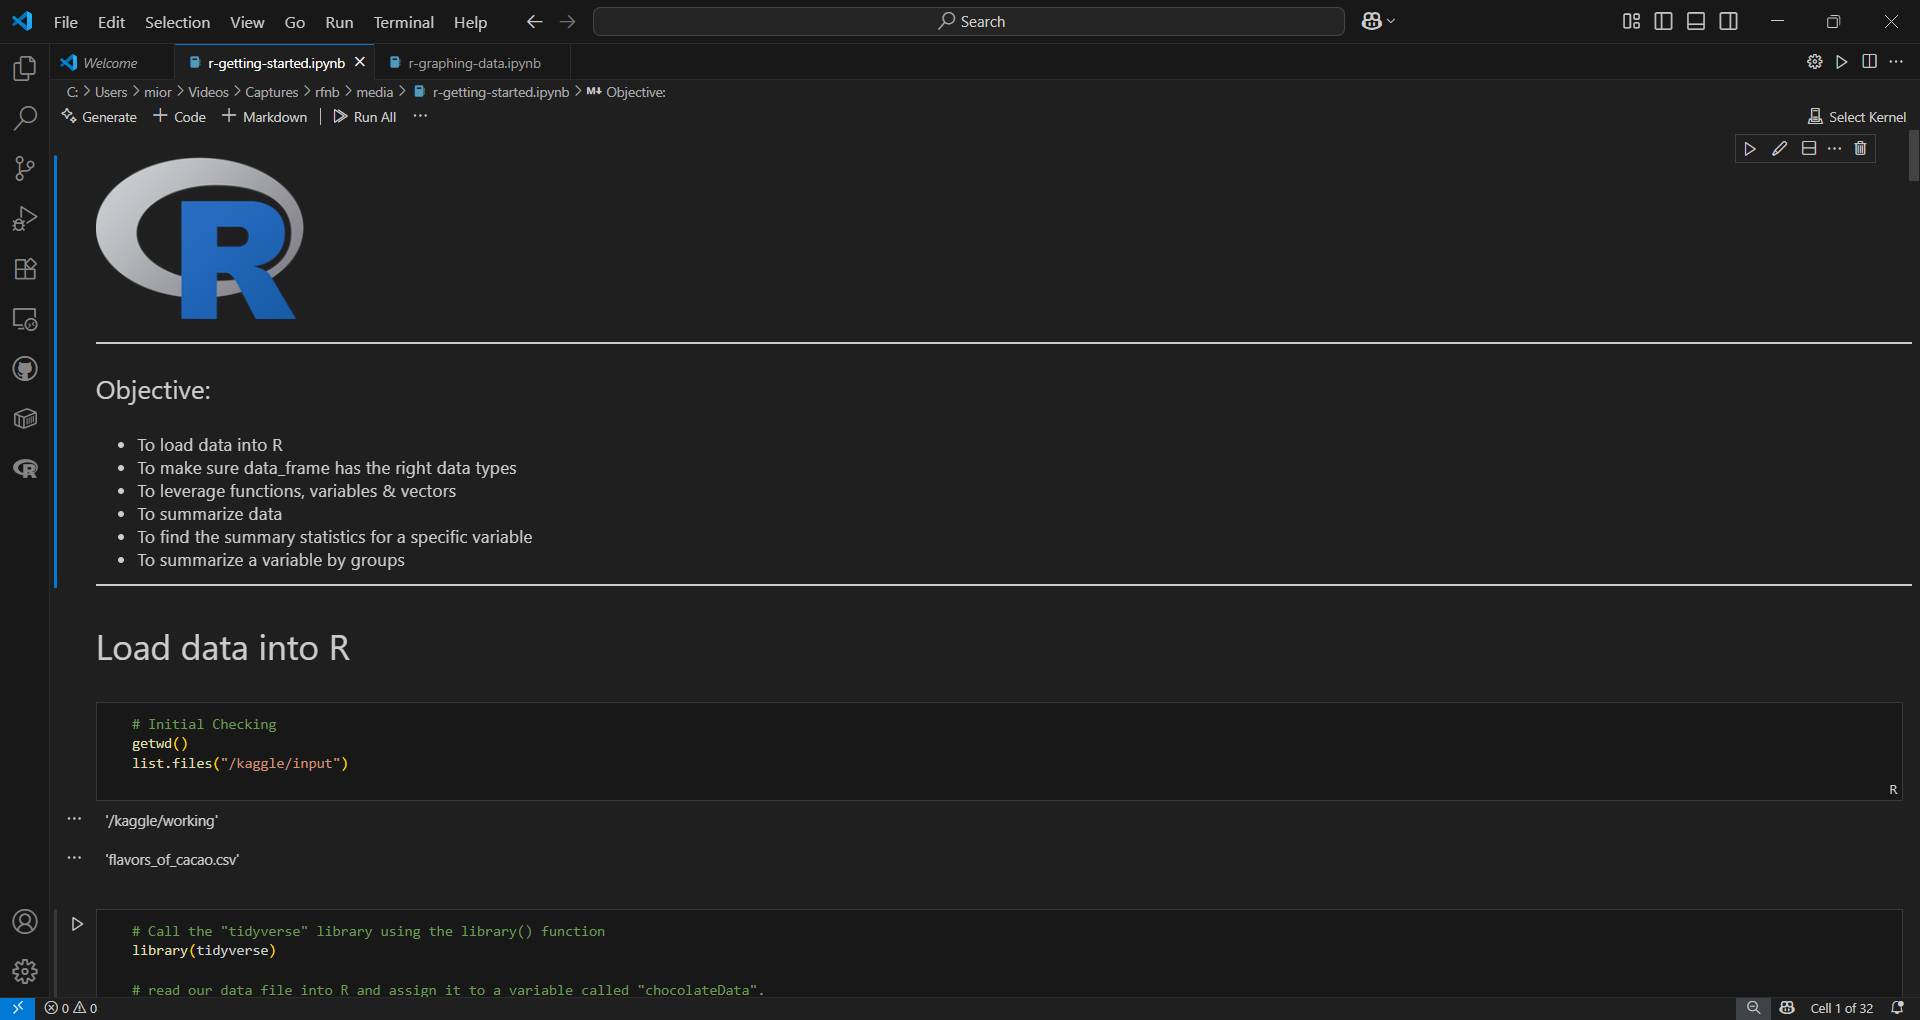 File Edit Selection View Go Run Terminal Help Search
Welcome r-getting-started.ipynb r-graphing-data.ipynb
C: > Users > mior > Videos > Captures > rfnb > media > r-getting-started.ipynb > M↓ Objective:
Generate + Code + Markdown | Run All ... Select Kernel
R
Objective:
• To load data into R
• To make sure data_frame has the right data types
• To leverage functions, variables & vectors
• To summarize data
• To find the summary statistics for a specific variable
• To summarize a variable by groups
Load data into R
# Initial Checking
getwd()
list.files("/kaggle/input")
R
... '/kaggle/working'
... 'flavors_of_cacao.csv'
# Call the "tidyverse" library using the library() function
library(tidyverse)
# read our data file into R and assign it to a variable called "chocolateData".
0 0 Cell 1 of 32